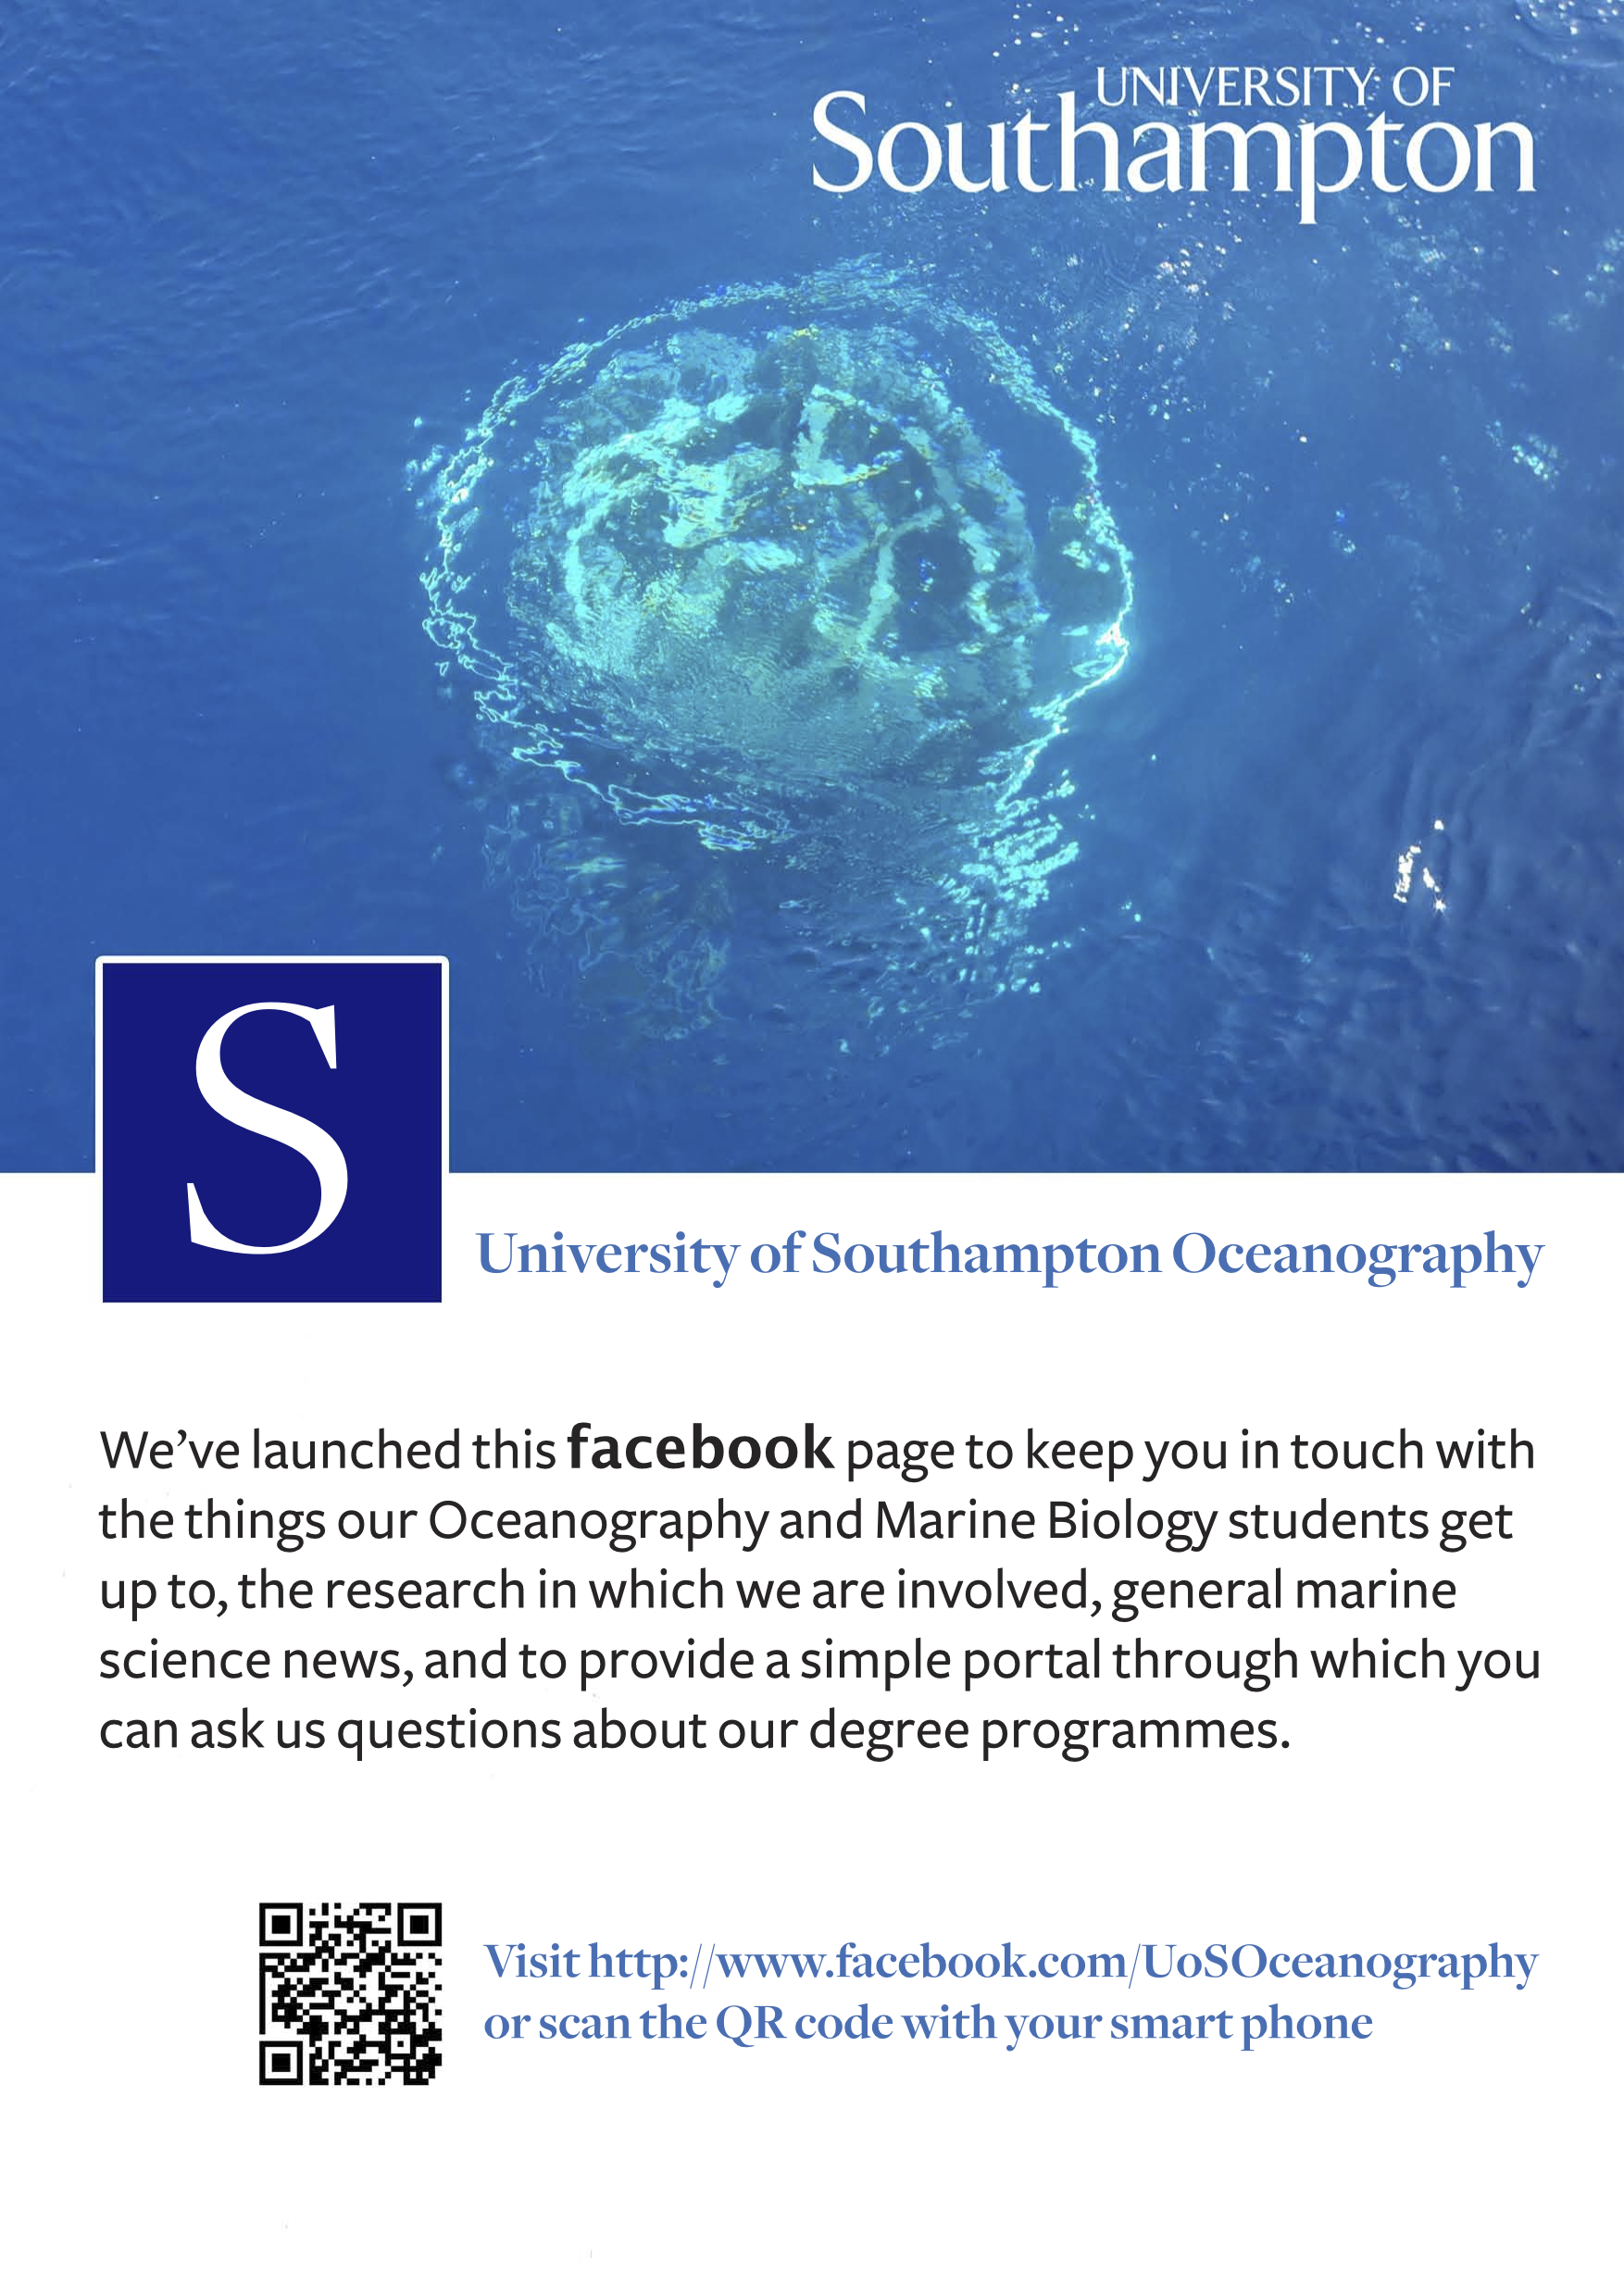 UNIVERSITY OF
Southampton
S
University of Southampton Oceanography
We’ve launched this facebook page to keep you in touch with
the things our Oceanography and Marine Biology students get
up to, the research in which we are involved, general marine
science news, and to provide a simple portal through which you
can ask us questions about our degree programmes.
Visit http://www.facebook.com/UoSOceanography
or scan the QR code with your smart phone